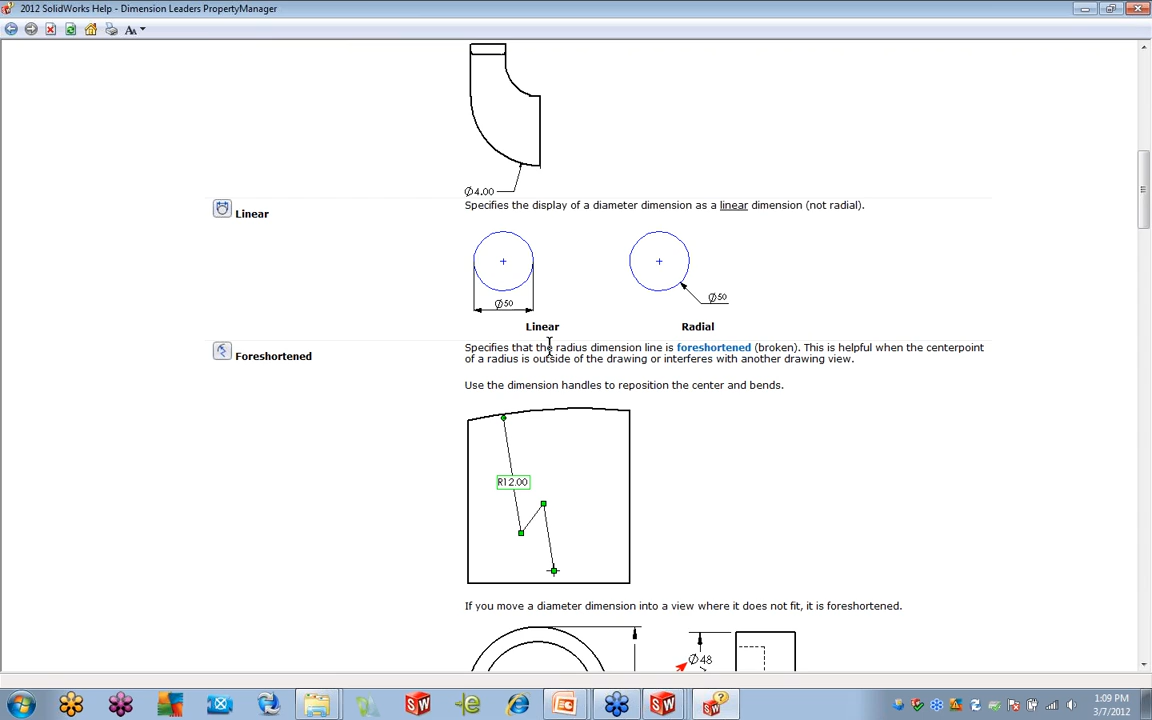 2012 SolidWorks Help - Dimension Leaders PropertyManager
AA
Ø4.00
Specifies the display of a diameter dimension as a linear dimension (not radial).
Linear
Ø50
Ø50
Linear
Radial
Specifies that the radius dimension line is foreshortened (broken). This is helpful when the centerpoint
of a radius is outside of the drawing or interferes with another drawing view.
Foreshortened
Use the dimension handles to reposition the center and bends.
R12.00
If you move a diameter dimension into a view where it does not fit, it is foreshortened.
Ø48
1:09 PM
3/7/2012